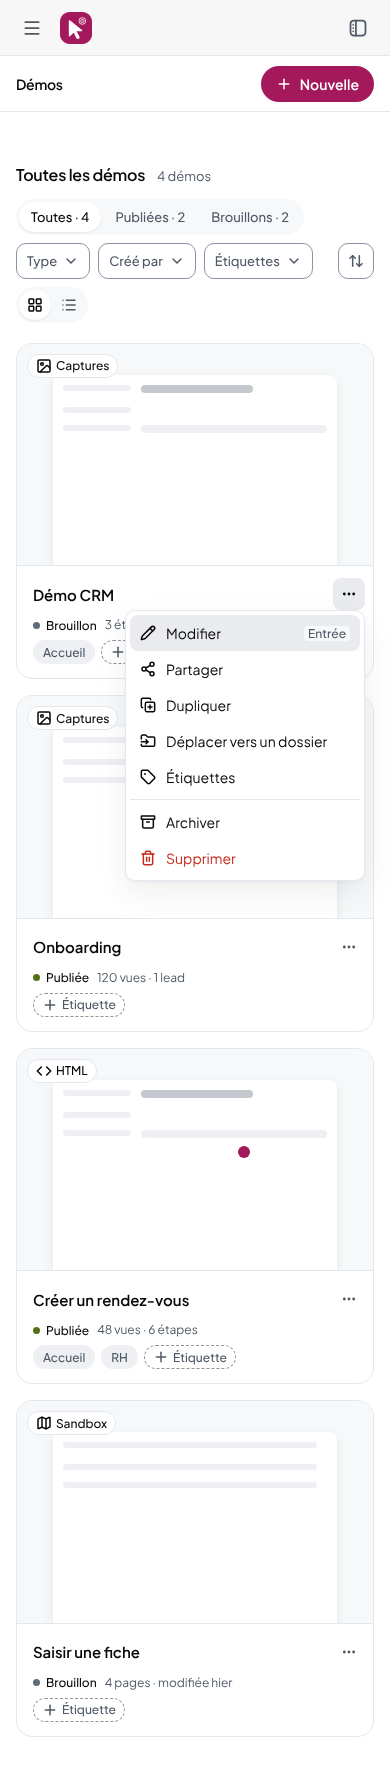 Démos
Nouvelle
Toutes les démos 4 démos
Toutes · 4 Publiées · 2 Brouillons · 2
Type Créé par Étiquettes
Captures
Démo CRM
Brouillon 3
Accueil
Modifier Entrée
Partager
Dupliquer
Déplacer vers un dossier
Étiquettes
Archiver
Supprimer
Captures
Onboarding
Publiée 120 vues · 1 lead
Étiquette
HTML
Créer un rendez-vous
Publiée 48 vues · 6 étapes
Accueil RH Étiquette
Sandbox
Saisir une fiche
Brouillon 4 pages · modifiée hier
Étiquette